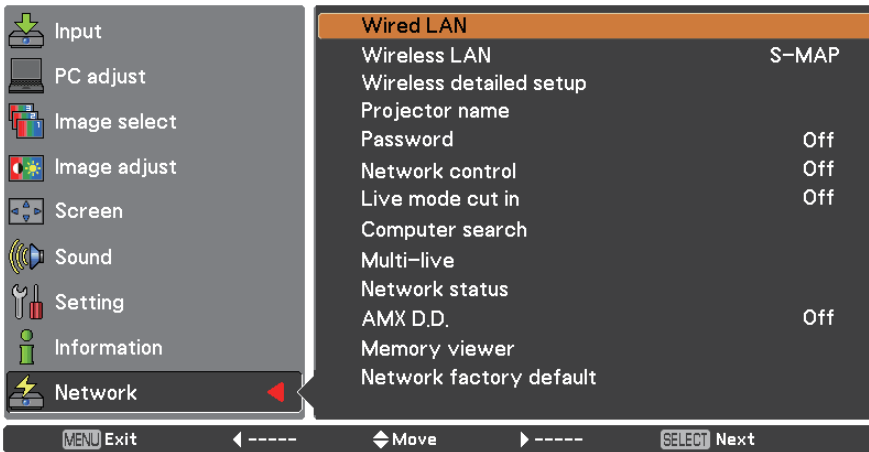 Input
PC adjust
Image select
Image adjust
Screen
Sound
Setting
Information
Network
Wired LAN
Wireless LAN S-MAP
Wireless detailed setup
Projector name
Password Off
Network control Off
Live mode cut in Off
Computer search
Multi-live
Network status
AMX D.D. Off
Memory viewer
Network factory default
MENU Exit ----- Move ----- SELECT Next